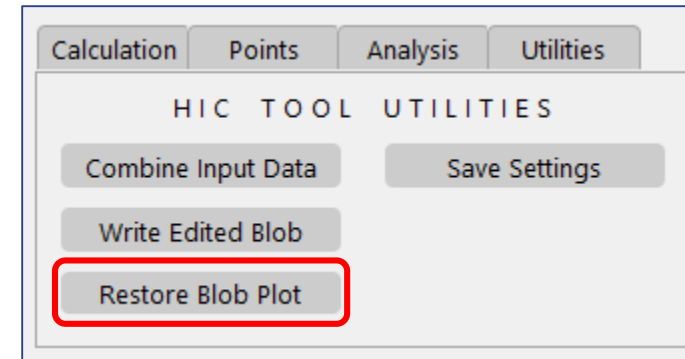 Calculation Points Analysis Utilities
HIC TOOL UTILITIES
Combine Input Data Save Settings
Write Edited Blob
Restore Blob Plot